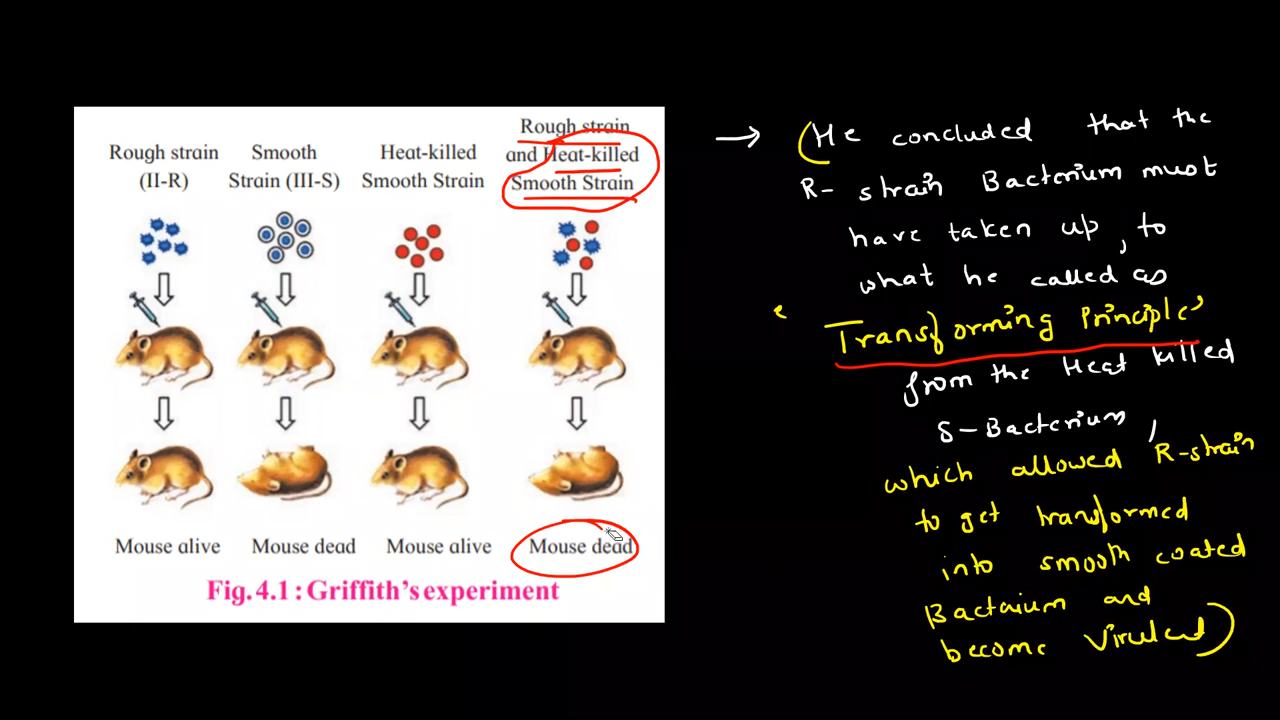 Rough strain
(II-R)
Smooth
Strain (III-S)
Heat-killed
Smooth Strain
Rough strain
and Heat-killed
Smooth Strain
Mouse alive
Mouse dead
Mouse alive
Mouse dead
Fig. 4.1 : Griffith's experiment
→ (He concluded that the
R- strain Bacterium must
have taken up, to
what he called as
‘Transforming Principle’
from the Heat killed
S-Bacterium,
which allowed R-strain
to get transformed
into smooth coated
Bacterium and
become virulent)